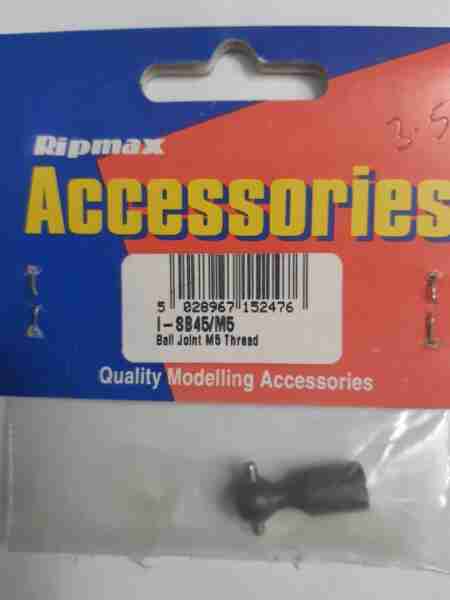 3.5
Ripmax
Accessories
5 028967 152476
I-SB45/M5
Ball Joint M5 Thread
Quality Modelling Accessories